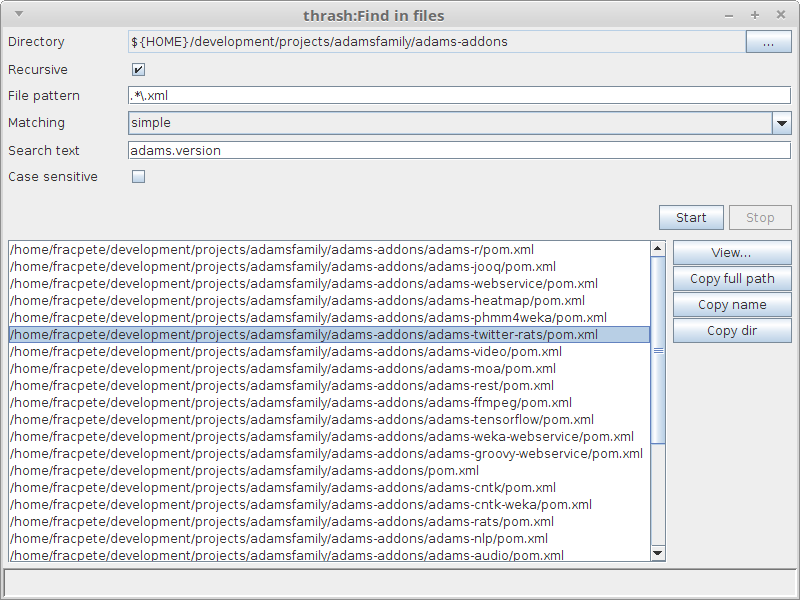 thrash:Find in files
Directory ${HOME}/development/projects/adamsfamily/adams-addons ...
Recursive
File pattern .*\.xml
Matching simple
Search text adams.version
Case sensitive
Start Stop
/home/fracpete/development/projects/adamsfamily/adams-addons/adams-r/pom.xml
/home/fracpete/development/projects/adamsfamily/adams-addons/adams-jooq/pom.xml
/home/fracpete/development/projects/adamsfamily/adams-addons/adams-webservice/pom.xml
/home/fracpete/development/projects/adamsfamily/adams-addons/adams-heatmap/pom.xml
/home/fracpete/development/projects/adamsfamily/adams-addons/adams-phmm4weka/pom.xml
/home/fracpete/development/projects/adamsfamily/adams-addons/adams-twitter-rats/pom.xml
/home/fracpete/development/projects/adamsfamily/adams-addons/adams-video/pom.xml
/home/fracpete/development/projects/adamsfamily/adams-addons/adams-moa/pom.xml
/home/fracpete/development/projects/adamsfamily/adams-addons/adams-rest/pom.xml
/home/fracpete/development/projects/adamsfamily/adams-addons/adams-ffmpeg/pom.xml
/home/fracpete/development/projects/adamsfamily/adams-addons/adams-tensorflow/pom.xml
/home/fracpete/development/projects/adamsfamily/adams-addons/adams-weka-webservice/pom.xml
/home/fracpete/development/projects/adamsfamily/adams-addons/adams-groovy-webservice/pom.xml
/home/fracpete/development/projects/adamsfamily/adams-addons/pom.xml
/home/fracpete/development/projects/adamsfamily/adams-addons/adams-cntk/pom.xml
/home/fracpete/development/projects/adamsfamily/adams-addons/adams-cntk-weka/pom.xml
/home/fracpete/development/projects/adamsfamily/adams-addons/adams-rats/pom.xml
/home/fracpete/development/projects/adamsfamily/adams-addons/adams-nlp/pom.xml
/home/fracpete/development/projects/adamsfamily/adams-addons/adams-audio/pom.xml
View...
Copy full path
Copy name
Copy dir